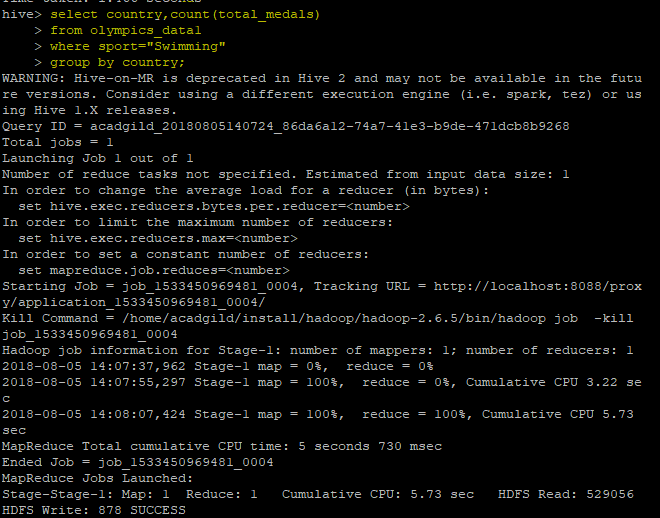 Time taken: 1.400 seconds
hive> select country,count(total_medals)
    > from olympics_data1
    > where sport="Swimming"
    > group by country;
WARNING: Hive-on-MR is deprecated in Hive 2 and may not be available in the futu
re versions. Consider using a different execution engine (i.e. spark, tez) or us
ing Hive 1.X releases.
Query ID = acadgild_20180805140724_86da6a12-74a7-41e3-b9de-471dcb8b9268
Total jobs = 1
Launching Job 1 out of 1
Number of reduce tasks not specified. Estimated from input data size: 1
In order to change the average load for a reducer (in bytes):
  set hive.exec.reducers.bytes.per.reducer=<number>
In order to limit the maximum number of reducers:
  set hive.exec.reducers.max=<number>
In order to set a constant number of reducers:
  set mapreduce.job.reduces=<number>
Starting Job = job_1533450969481_0004, Tracking URL = http://localhost:8088/prox
y/application_1533450969481_0004/
Kill Command = /home/acadgild/install/hadoop/hadoop-2.6.5/bin/hadoop job  -kill
job_1533450969481_0004
Hadoop job information for Stage-1: number of mappers: 1; number of reducers: 1
2018-08-05 14:07:37,962 Stage-1 map = 0%,  reduce = 0%
2018-08-05 14:07:55,297 Stage-1 map = 100%,  reduce = 0%, Cumulative CPU 3.22 se
c
2018-08-05 14:08:07,424 Stage-1 map = 100%,  reduce = 100%, Cumulative CPU 5.73
sec
MapReduce Total cumulative CPU time: 5 seconds 730 msec
Ended Job = job_1533450969481_0004
MapReduce Jobs Launched:
Stage-Stage-1: Map: 1  Reduce: 1   Cumulative CPU: 5.73 sec   HDFS Read: 529056
HDFS Write: 878 SUCCESS